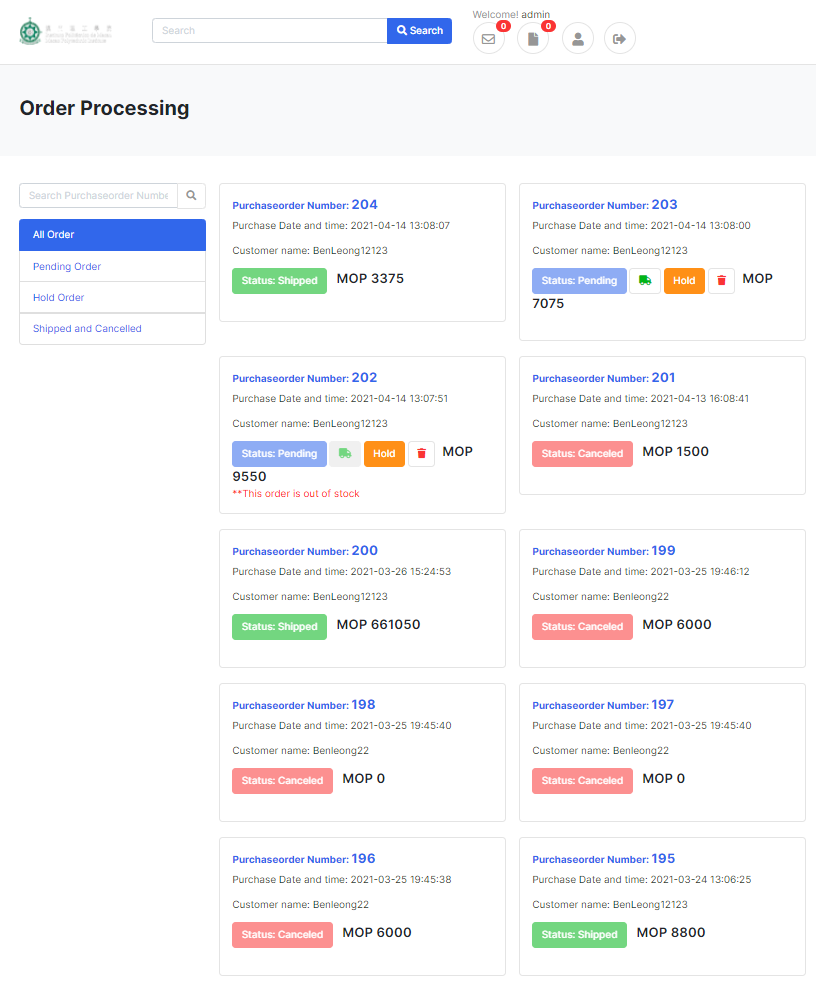 Welcome! admin
Search
Search
0
0
Order Processing
Search Purchaseorder Numbe
All Order
Pending Order
Hold Order
Shipped and Cancelled
Purchaseorder Number: 204
Purchase Date and time: 2021-04-14 13:08:07
Customer name: BenLeong12123
Status: Shipped MOP 3375
Purchaseorder Number: 203
Purchase Date and time: 2021-04-14 13:08:00
Customer name: BenLeong12123
Status: Pending Hold MOP
7075
Purchaseorder Number: 202
Purchase Date and time: 2021-04-14 13:07:51
Customer name: BenLeong12123
Status: Pending Hold MOP
9550
**This order is out of stock
Purchaseorder Number: 201
Purchase Date and time: 2021-04-13 16:08:41
Customer name: BenLeong12123
Status: Canceled MOP 1500
Purchaseorder Number: 200
Purchase Date and time: 2021-03-26 15:24:53
Customer name: BenLeong12123
Status: Shipped MOP 661050
Purchaseorder Number: 199
Purchase Date and time: 2021-03-25 19:46:12
Customer name: Benleong22
Status: Canceled MOP 6000
Purchaseorder Number: 198
Purchase Date and time: 2021-03-25 19:45:40
Customer name: Benleong22
Status: Canceled MOP 0
Purchaseorder Number: 197
Purchase Date and time: 2021-03-25 19:45:40
Customer name: Benleong22
Status: Canceled MOP 0
Purchaseorder Number: 196
Purchase Date and time: 2021-03-25 19:45:38
Customer name: Benleong22
Status: Canceled MOP 6000
Purchaseorder Number: 195
Purchase Date and time: 2021-03-24 13:06:25
Customer name: BenLeong12123
Status: Shipped MOP 8800